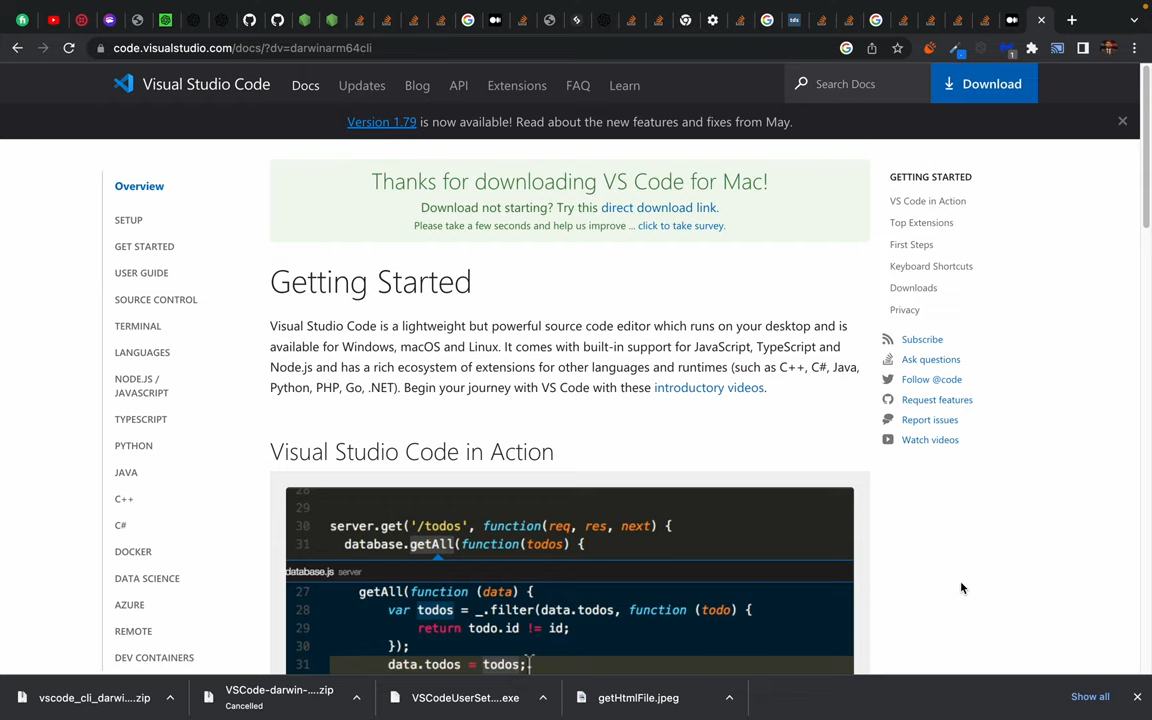 code.visualstudio.com/docs/?dv=darwinarm64cli
1
Visual Studio Code
Docs
Updates
Blog
API
Extensions
FAQ
Learn
Search Docs
Download
Version 1.79 is now available! Read about the new features and fixes from May.
Overview
SETUP
GET STARTED
USER GUIDE
SOURCE CONTROL
TERMINAL
LANGUAGES
NODE.JS /
JAVASCRIPT
TYPESCRIPT
PYTHON
JAVA
C++
C#
DOCKER
DATA SCIENCE
AZURE
REMOTE
DEV CONTAINERS
Thanks for downloading VS Code for Mac!
Download not starting? Try this direct download link.
Please take a few seconds and help us improve ... click to take survey.
Getting Started
Visual Studio Code is a lightweight but powerful source code editor which runs on your desktop and is
available for Windows, macOS and Linux. It comes with built-in support for JavaScript, TypeScript and
Node.js and has a rich ecosystem of extensions for other languages and runtimes (such as C++, C#, Java,
Python, PHP, Go, .NET). Begin your journey with VS Code with these introductory videos.
Visual Studio Code in Action
28
29
30 server.get('/todos', function(req, res, next) {
31 database.getAll(function(todos) {
database.js server
27 getAll(function (data) {
28 var todos = _.filter(data.todos, function (todo) {
29 return todo.id != id;
30 });
31 data.todos = todos;
GETTING STARTED
VS Code in Action
Top Extensions
First Steps
Keyboard Shortcuts
Downloads
Privacy
Subscribe
Ask questions
Follow @code
Request features
Report issues
Watch videos
vscode_cli_darwi....zip
VSCode-darwin-....zip
Cancelled
VSCodeUserSet....exe
getHtmlFile.jpeg
Show all